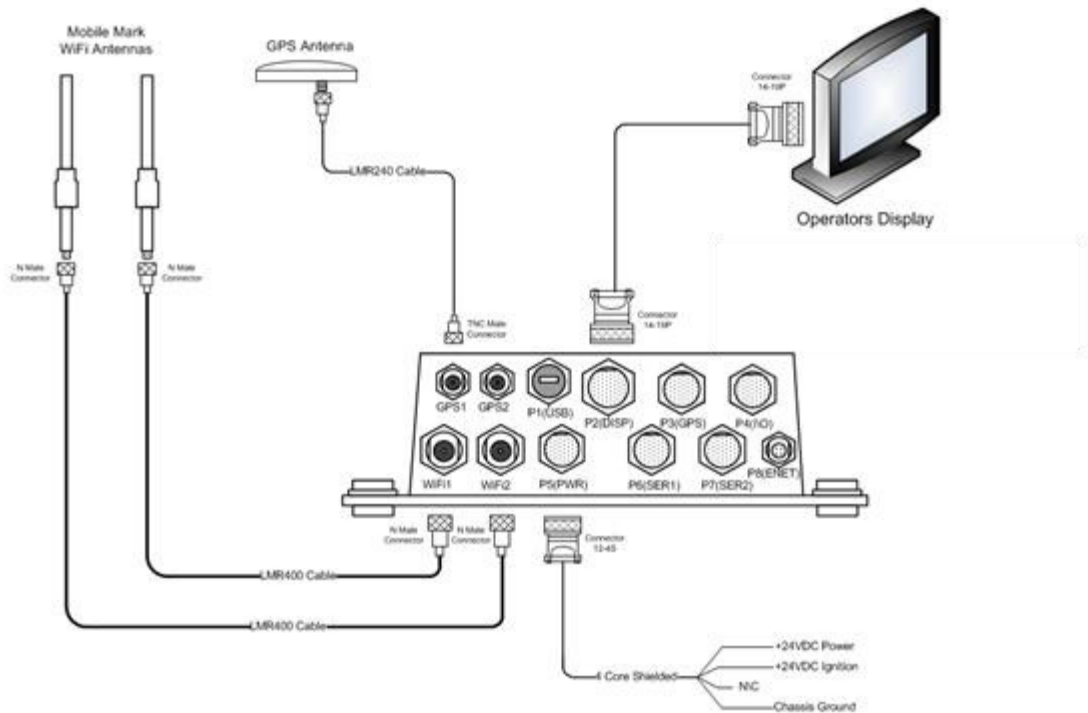 Mobile Mark
WiFi Antennas
GPS Antenna
Connector
14-19P
LMR240 Cable
Operators Display
N Male
Connector
N Male
Connector
TNC Male
Connector
Connector
14-19P
GPS1
GPS2
P1(USB)
P2(DISP)
P3(GPS)
P4(I\O)
WiFi1
WiFi2
P5(PWR)
P6(SER1)
P7(SER2)
P8(ENET)
N Male
Connector
N Male
Connector
Connector
12-4S
LMR400 Cable
LMR400 Cable
4 Core Shielded
+24VDC Power
+24VDC Ignition
N\C
Chassis Ground